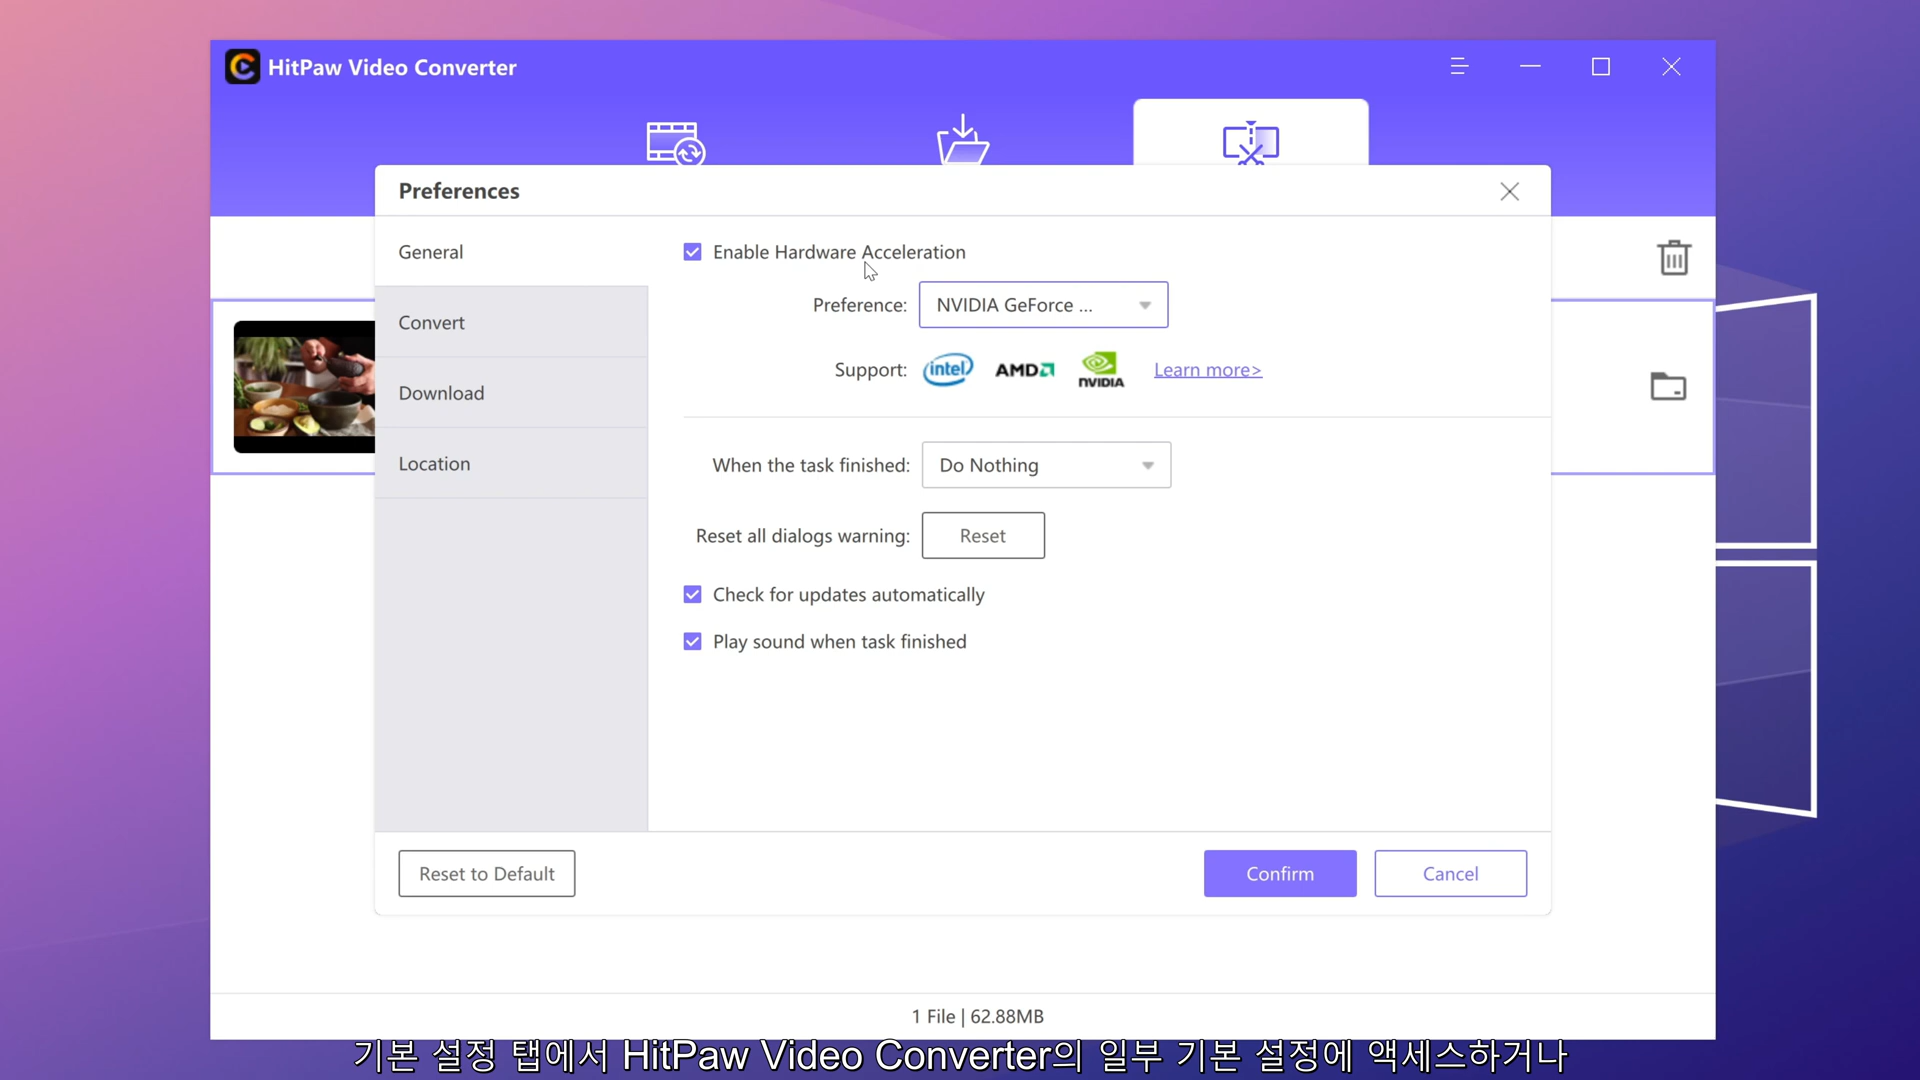 HitPaw Video Converter
Preferences
General
Convert
Download
Location
Enable Hardware Acceleration
Preference: NVIDIA GeForce ...
Support: intel AMD NVIDIA Learn more>
When the task finished: Do Nothing
Reset all dialogs warning: Reset
Check for updates automatically
Play sound when task finished
Reset to Default
Confirm
Cancel
1 File | 62.88MB
기본 설정 탭에서 HitPaw Video Converter의 일부 기본 설정에 액세스하거나